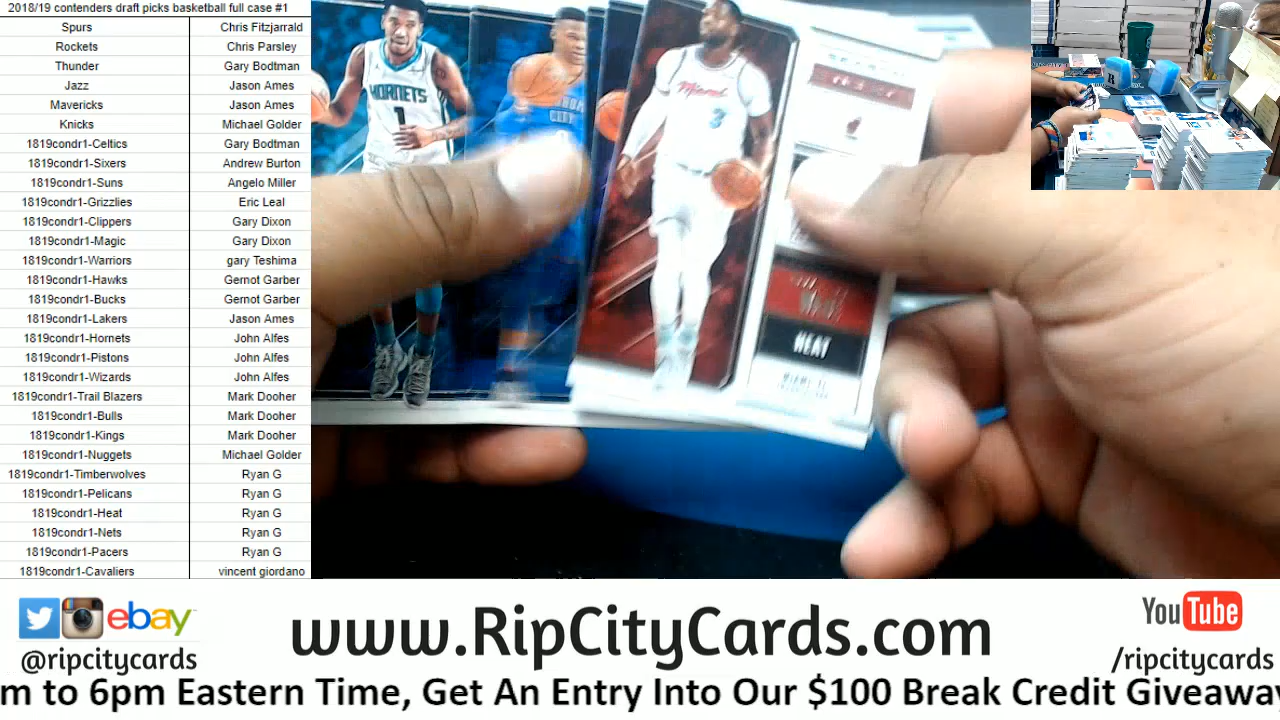 2018/19 contenders draft picks basketball full case #1
Spurs Chris Fitzjarrald
Rockets Chris Parsley
Thunder Gary Bodtman
Jazz Jason Ames
Mavericks Jason Ames
Knicks Michael Golder
1819condr1-Celtics Gary Bodtman
1819condr1-Sixers Andrew Burton
1819condr1-Suns Angelo Miller
1819condr1-Grizzlies Eric Leal
1819condr1-Clippers Gary Dixon
1819condr1-Magic Gary Dixon
1819condr1-Warriors gary Teshima
1819condr1-Hawks Gernot Garber
1819condr1-Bucks Gernot Garber
1819condr1-Lakers Jason Ames
1819condr1-Hornets John Alfes
1819condr1-Pistons John Alfes
1819condr1-Wizards John Alfes
1819condr1-Trail Blazers Mark Dooher
1819condr1-Bulls Mark Dooher
1819condr1-Kings Mark Dooher
1819condr1-Nuggets Michael Golder
1819condr1-Timberwolves Ryan G
1819condr1-Pelicans Ryan G
1819condr1-Heat Ryan G
1819condr1-Nets Ryan G
1819condr1-Pacers Ryan G
1819condr1-Cavaliers vincent giordano
HORNETS
1
Miami
3
HEAT
ebay
@ripcitycards
www.RipCityCards.com
YouTube
/ripcitycards
m to 6pm Eastern Time, Get An Entry Into Our $100 Break Credit Giveaway